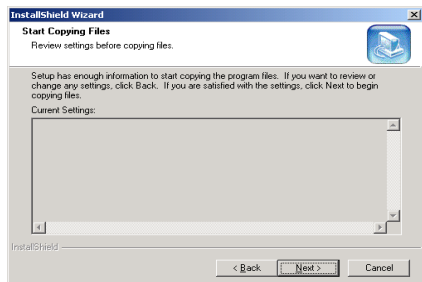 InstallShield Wizard
Start Copying Files
Review settings before copying files.
Setup has enough information to start copying the program files. If you want to review or
change any settings, click Back. If you are satisfied with the settings, click Next to begin
copying files.
Current Settings:
InstallShield
< Back
Next >
Cancel